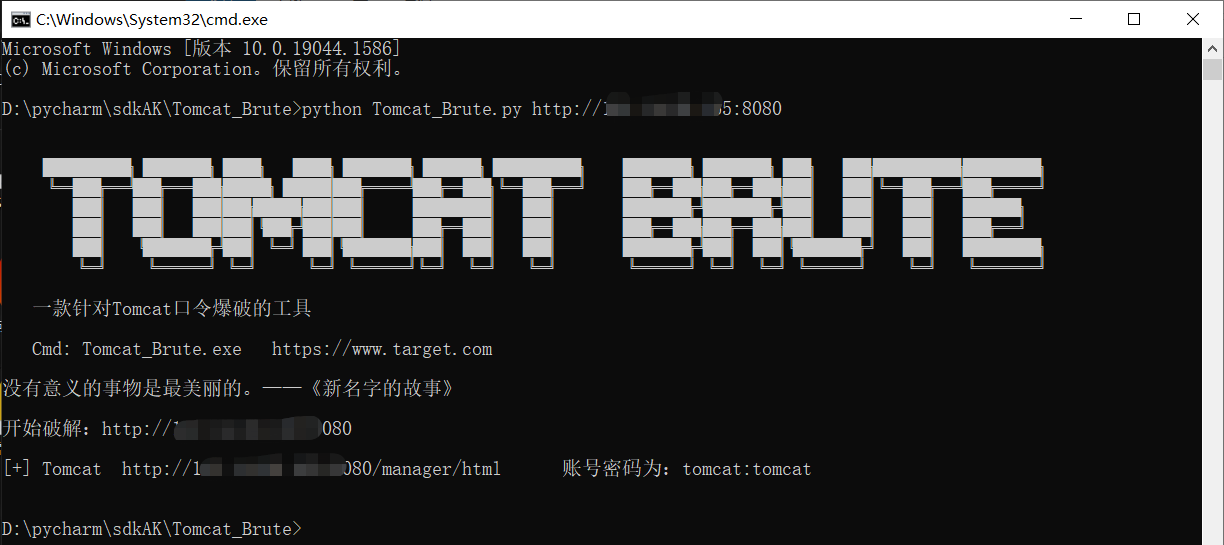 C:\Windows\System32\cmd.exe
Microsoft Windows [版本 10.0.19044.1586]
(c) Microsoft Corporation。保留所有权利。
D:\pycharm\sdkAK\Tomcat_Brute>python Tomcat_Brute.py http://1 5:8080
TOMCAT BRUTE
一款针对Tomcat口令爆破的工具
Cmd: Tomcat_Brute.exe https://www.target.com
没有意义的事物是最美丽的。——《新名字的故事》
开始破解：http:// 080
[+] Tomcat http://1 080/manager/html 账号密码为：tomcat:tomcat
D:\pycharm\sdkAK\Tomcat_Brute>